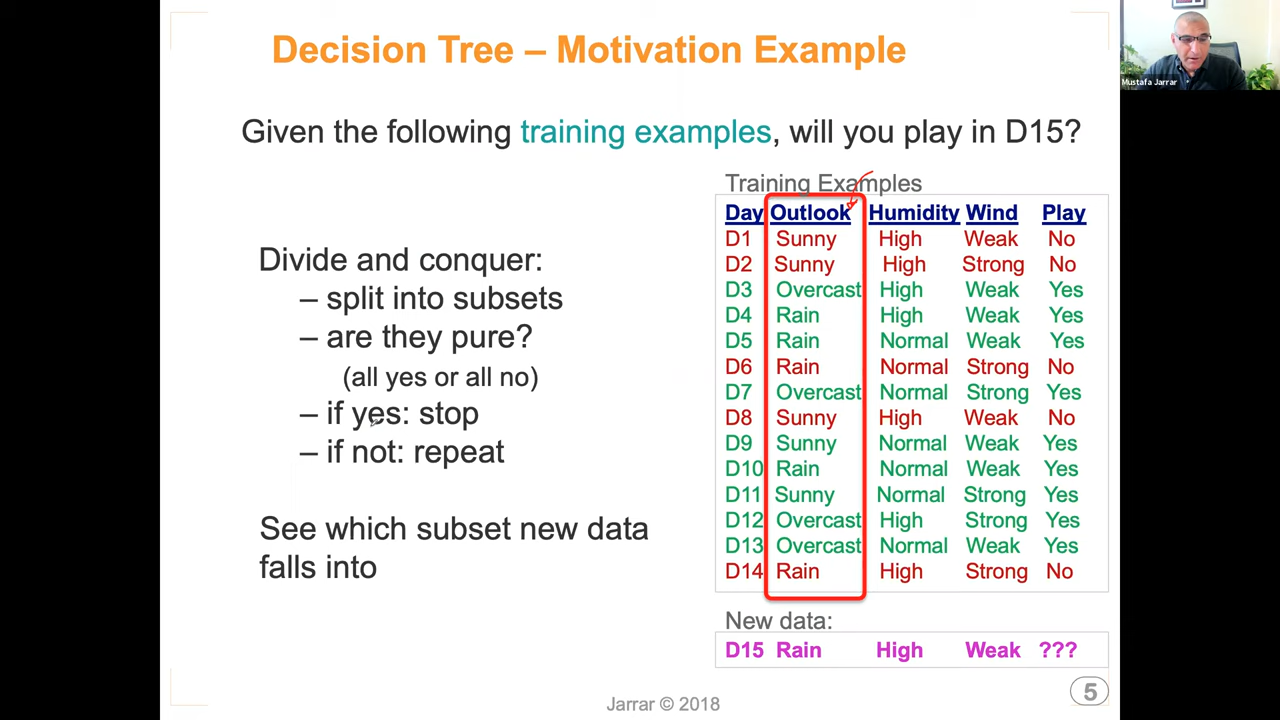 Decision Tree – Motivation Example
Mustafa Jarrar
Given the following training examples, will you play in D15?
Divide and conquer:
– split into subsets
– are they pure?
(all yes or all no)
– if yes: stop
– if not: repeat
See which subset new data
falls into
Training Examples
Day Outlook Humidity Wind Play
D1 Sunny High Weak No
D2 Sunny High Strong No
D3 Overcast High Weak Yes
D4 Rain High Weak Yes
D5 Rain Normal Weak Yes
D6 Rain Normal Strong No
D7 Overcast Normal Strong Yes
D8 Sunny High Weak No
D9 Sunny Normal Weak Yes
D10 Rain Normal Weak Yes
D11 Sunny Normal Strong Yes
D12 Overcast High Strong Yes
D13 Overcast Normal Weak Yes
D14 Rain High Strong No
New data:
D15 Rain High Weak ???
Jarrar © 2018
5